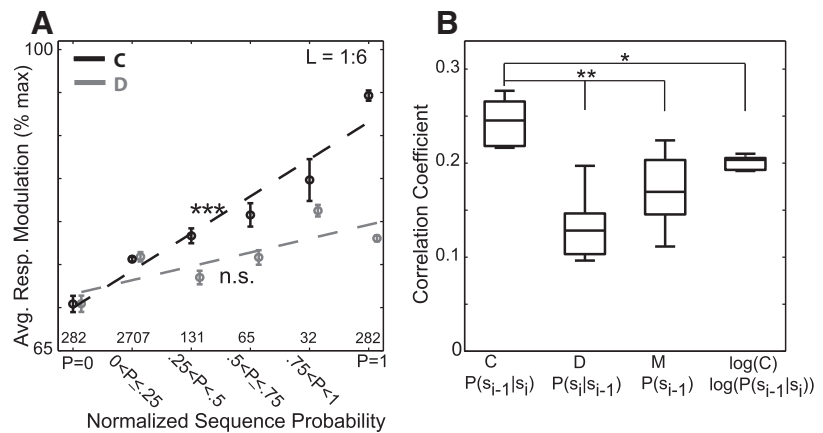 A
100
C
D
L = 1:6
***
n.s.
Avg. Resp. Modulation (% max)
65
282 2707 131 65 32 282
P=0 0<P≤.25 .25<P<.5 .5<P≤.75 .75<P<1 P=1
Normalized Sequence Probability
B
0.3
0.2
0.1
0
Correlation Coefficient
*
**
C D M log(C)
P(si-1|si) P(si|si-1) P(si-1) log(P(si-1|si))